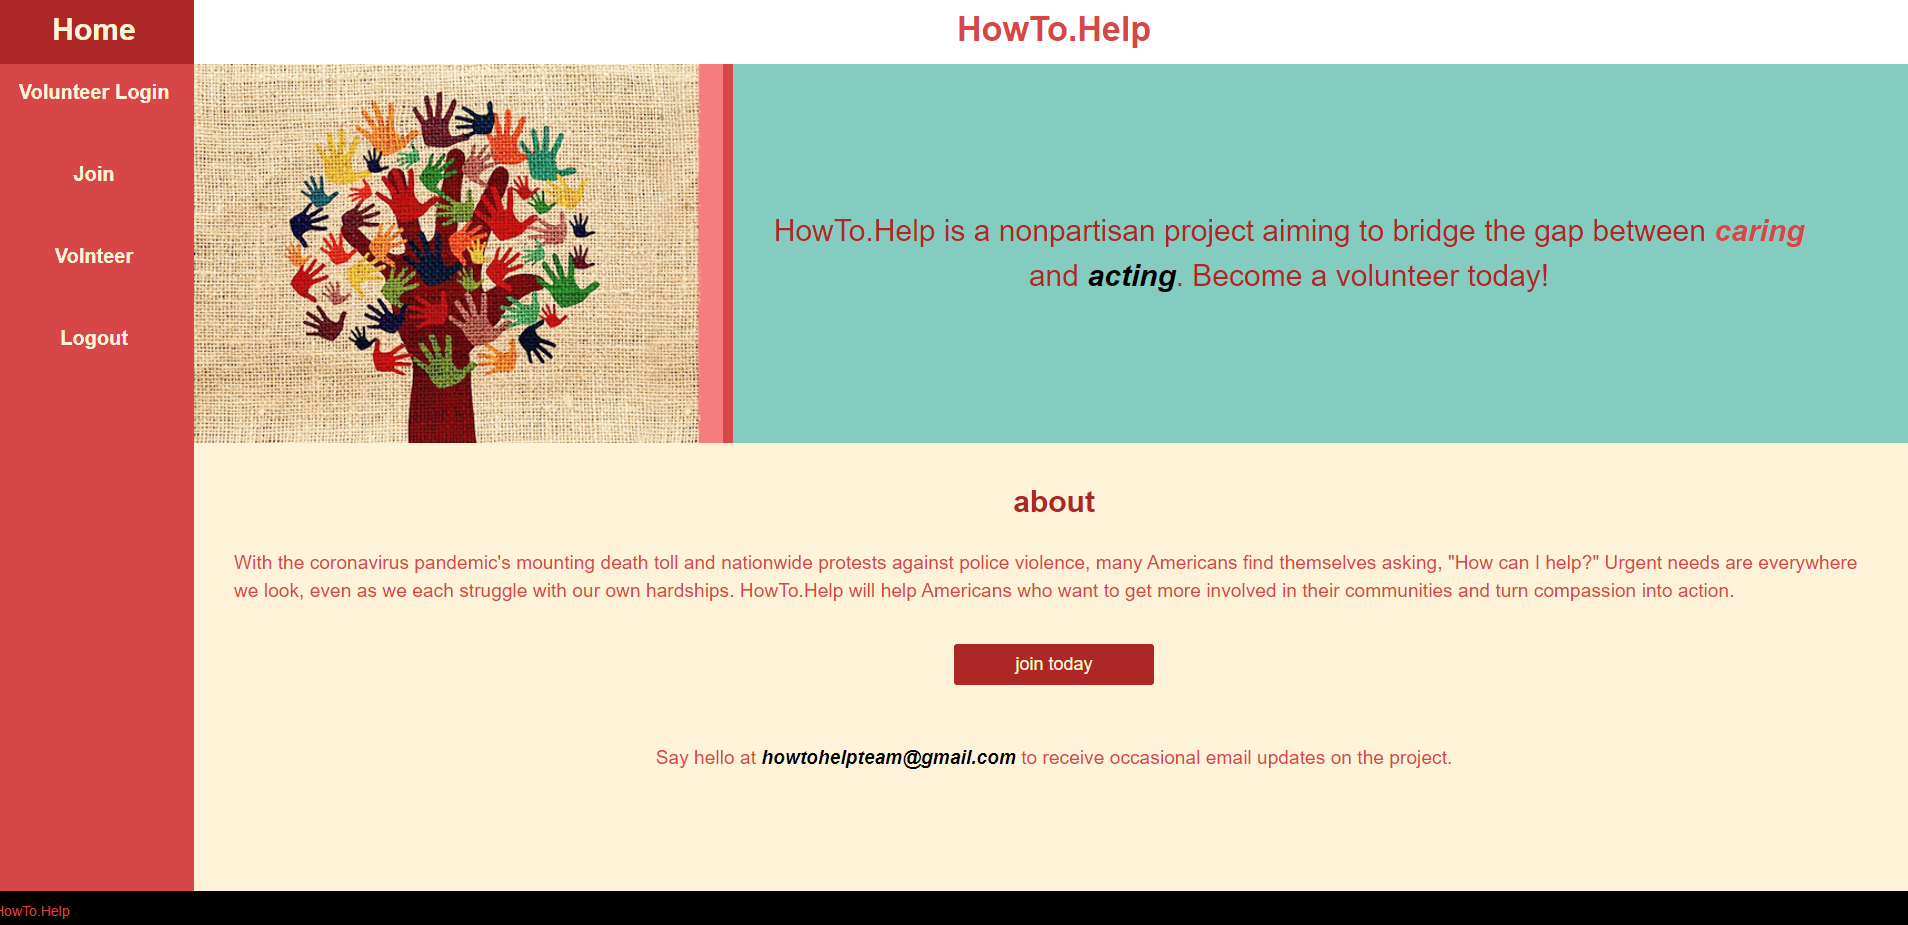 Home
HowTo.Help
Volunteer Login
Join
Volnteer
Logout
HowTo.Help is a nonpartisan project aiming to bridge the gap between caring
and acting. Become a volunteer today!
about
With the coronavirus pandemic's mounting death toll and nationwide protests against police violence, many Americans find themselves asking, "How can I help?" Urgent needs are everywhere
we look, even as we each struggle with our own hardships. HowTo.Help will help Americans who want to get more involved in their communities and turn compassion into action.
join today
Say hello at howtohelpteam@gmail.com to receive occasional email updates on the project.
HowTo.Help